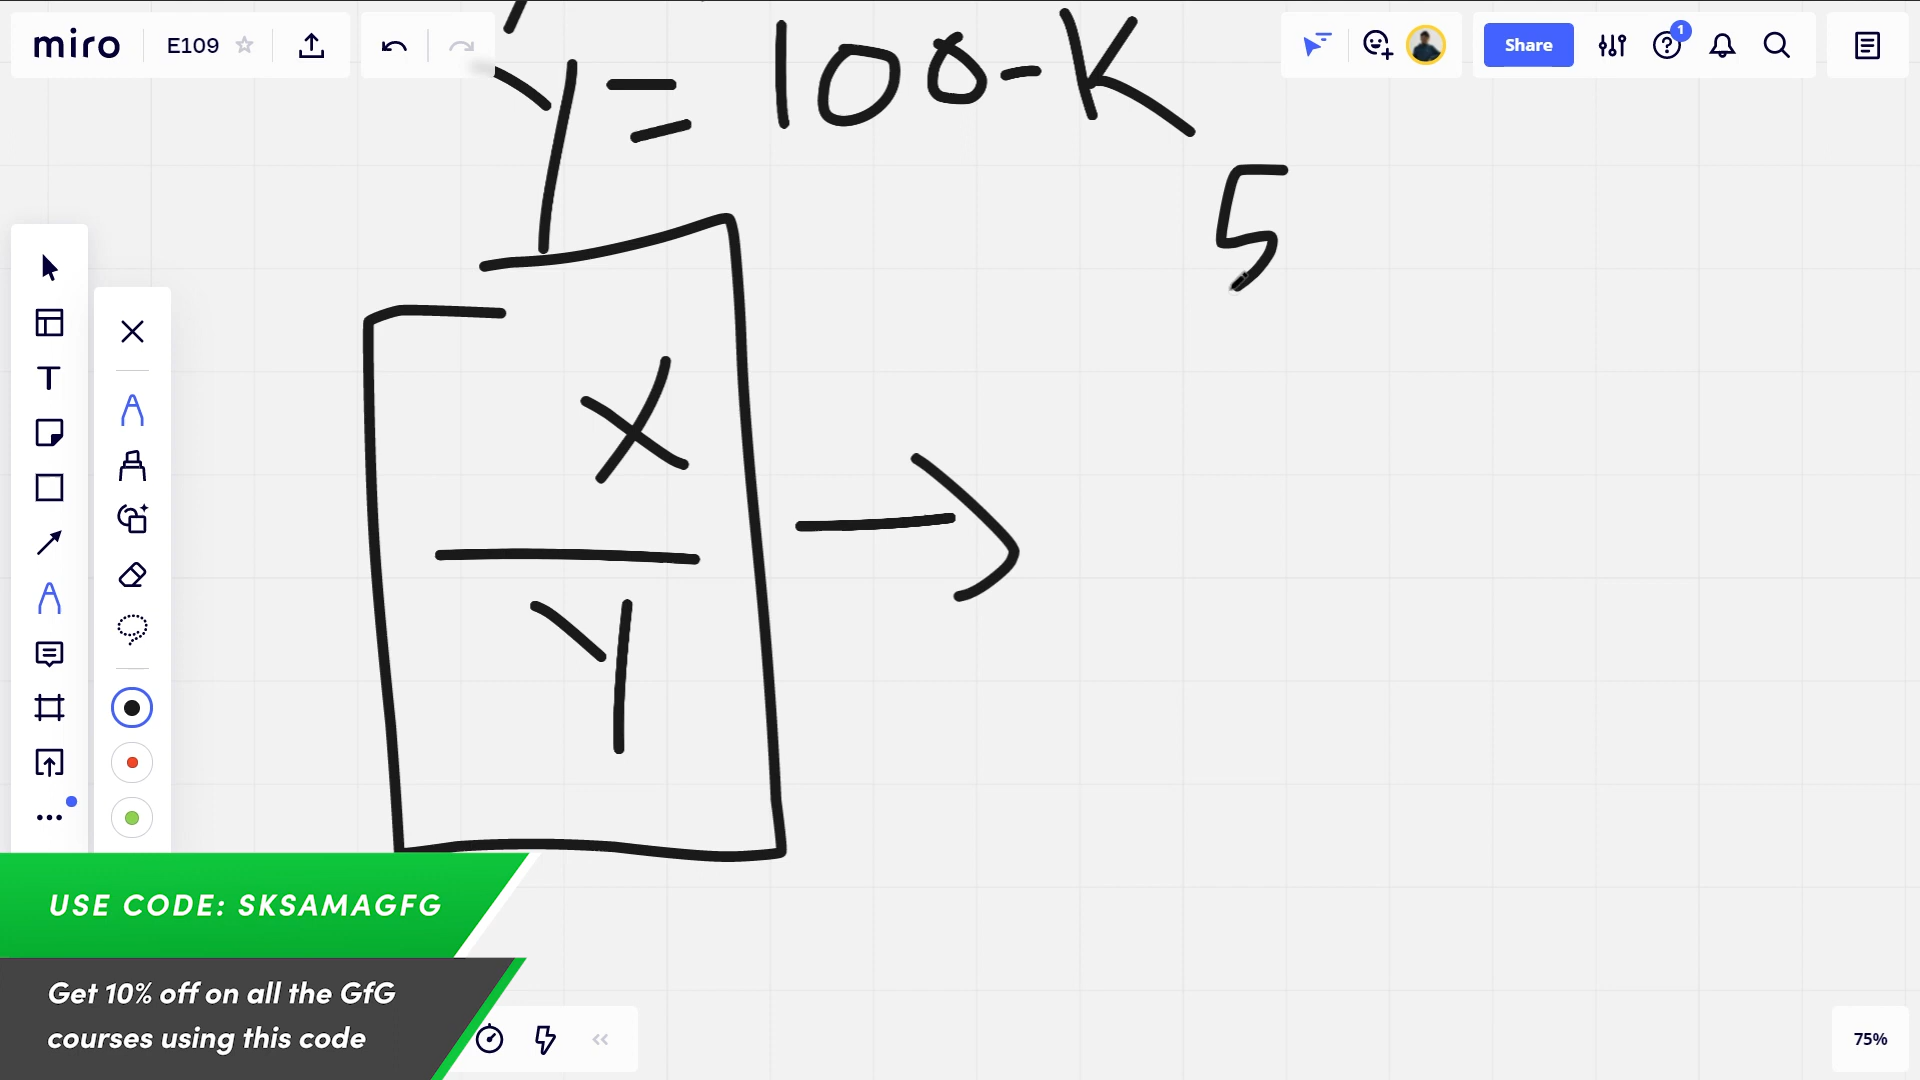 miro
E109
Share
1
Y = 100-K
5
X
Y
USE CODE: SKSAMAGFG
Get 10% off on all the GfG
courses using this code
75%